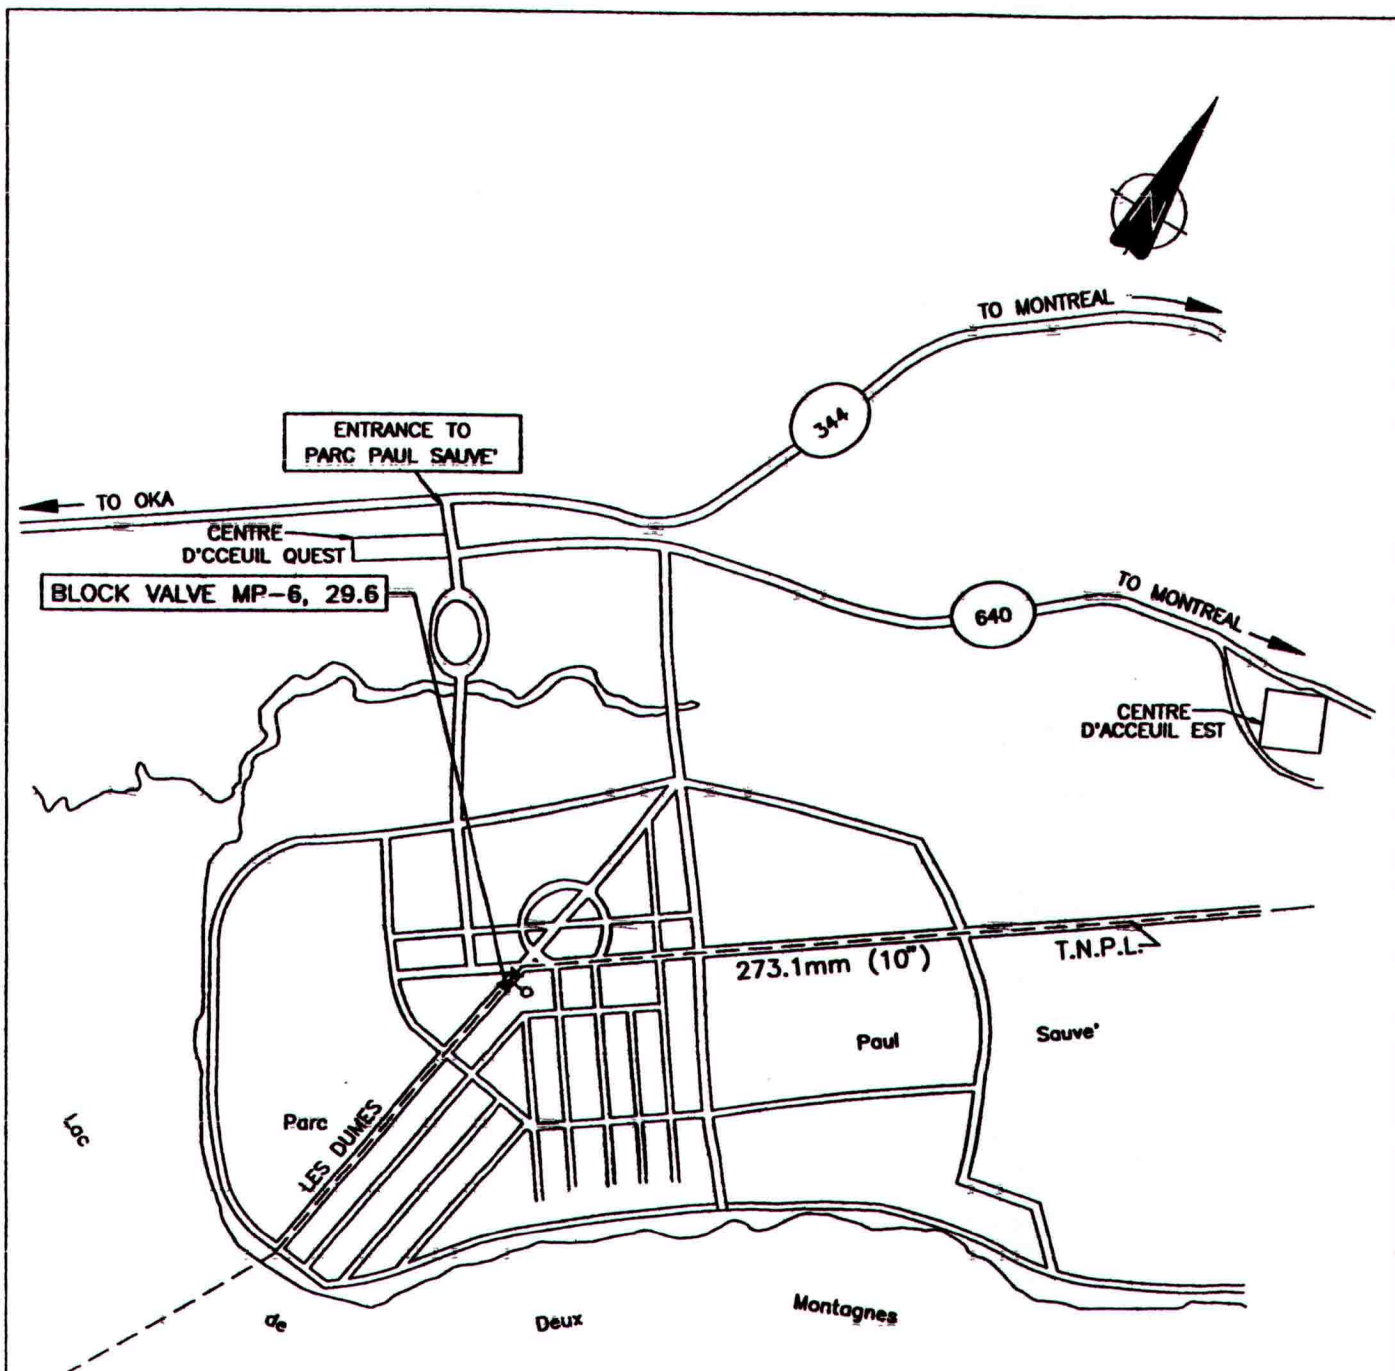 N
TO MONTREAL
344
ENTRANCE TO
PARC PAUL SAUVE'
TO OKA
CENTRE
D'CCEUIL QUEST
BLOCK VALVE MP-6, 29.6
TO MONTREAL
640
CENTRE
D'ACCEUIL EST
273.1mm (10")
T.N.P.L.
Paul
Sauve'
Parc
LES DUMES
Lac
de
Deux
Montagnes